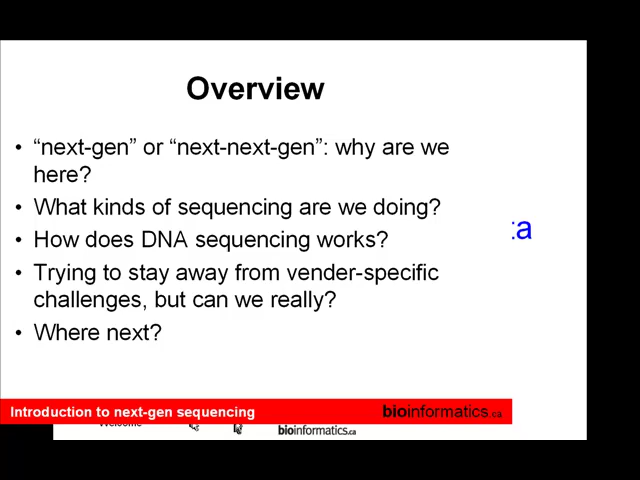 Overview
• “next-gen” or “next-next-gen”: why are we
here?
• What kinds of sequencing are we doing?
• How does DNA sequencing works?
• Trying to stay away from vender-specific
challenges, but can we really?
• Where next?
ta
Introduction to next-gen sequencing
bioinformatics.ca
Welcome
bioinformatics.ca